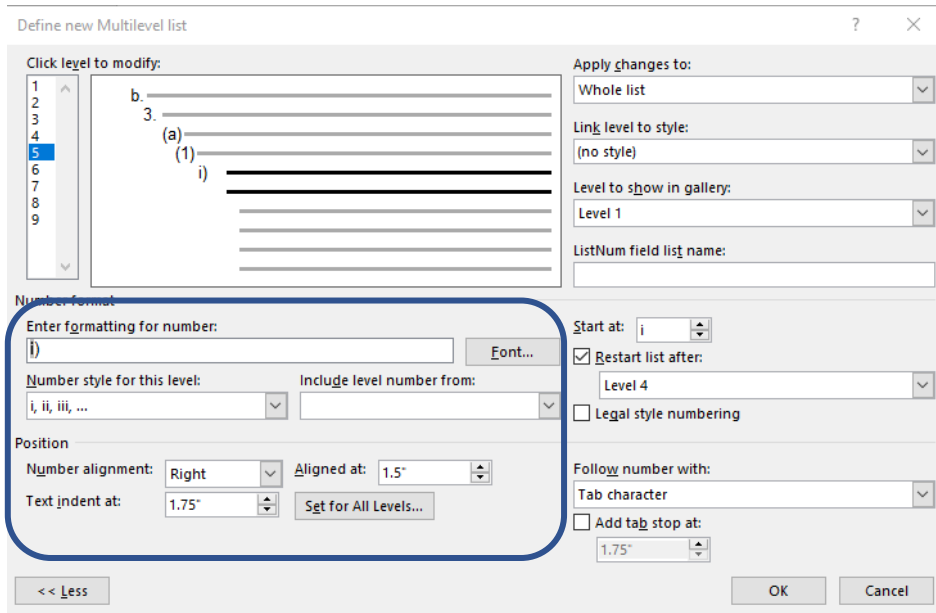 Define new Multilevel list ? ×
Click level to modify:
1
2
3
4
5
6
7
8
9
b.
3.
(a)
(1)
i)
Apply changes to:
Whole list
Link level to style:
(no style)
Level to show in gallery:
Level 1
ListNum field list name:
Number format
Enter formatting for number:
i)
Font...
Number style for this level:
i, ii, iii, ...
Include level number from:
Start at: i
Restart list after:
Level 4
Legal style numbering
Position
Number alignment: Right
Aligned at: 1.5"
Text indent at: 1.75"
Set for All Levels...
Follow number with:
Tab character
Add tab stop at:
1.75"
<< Less
OK
Cancel